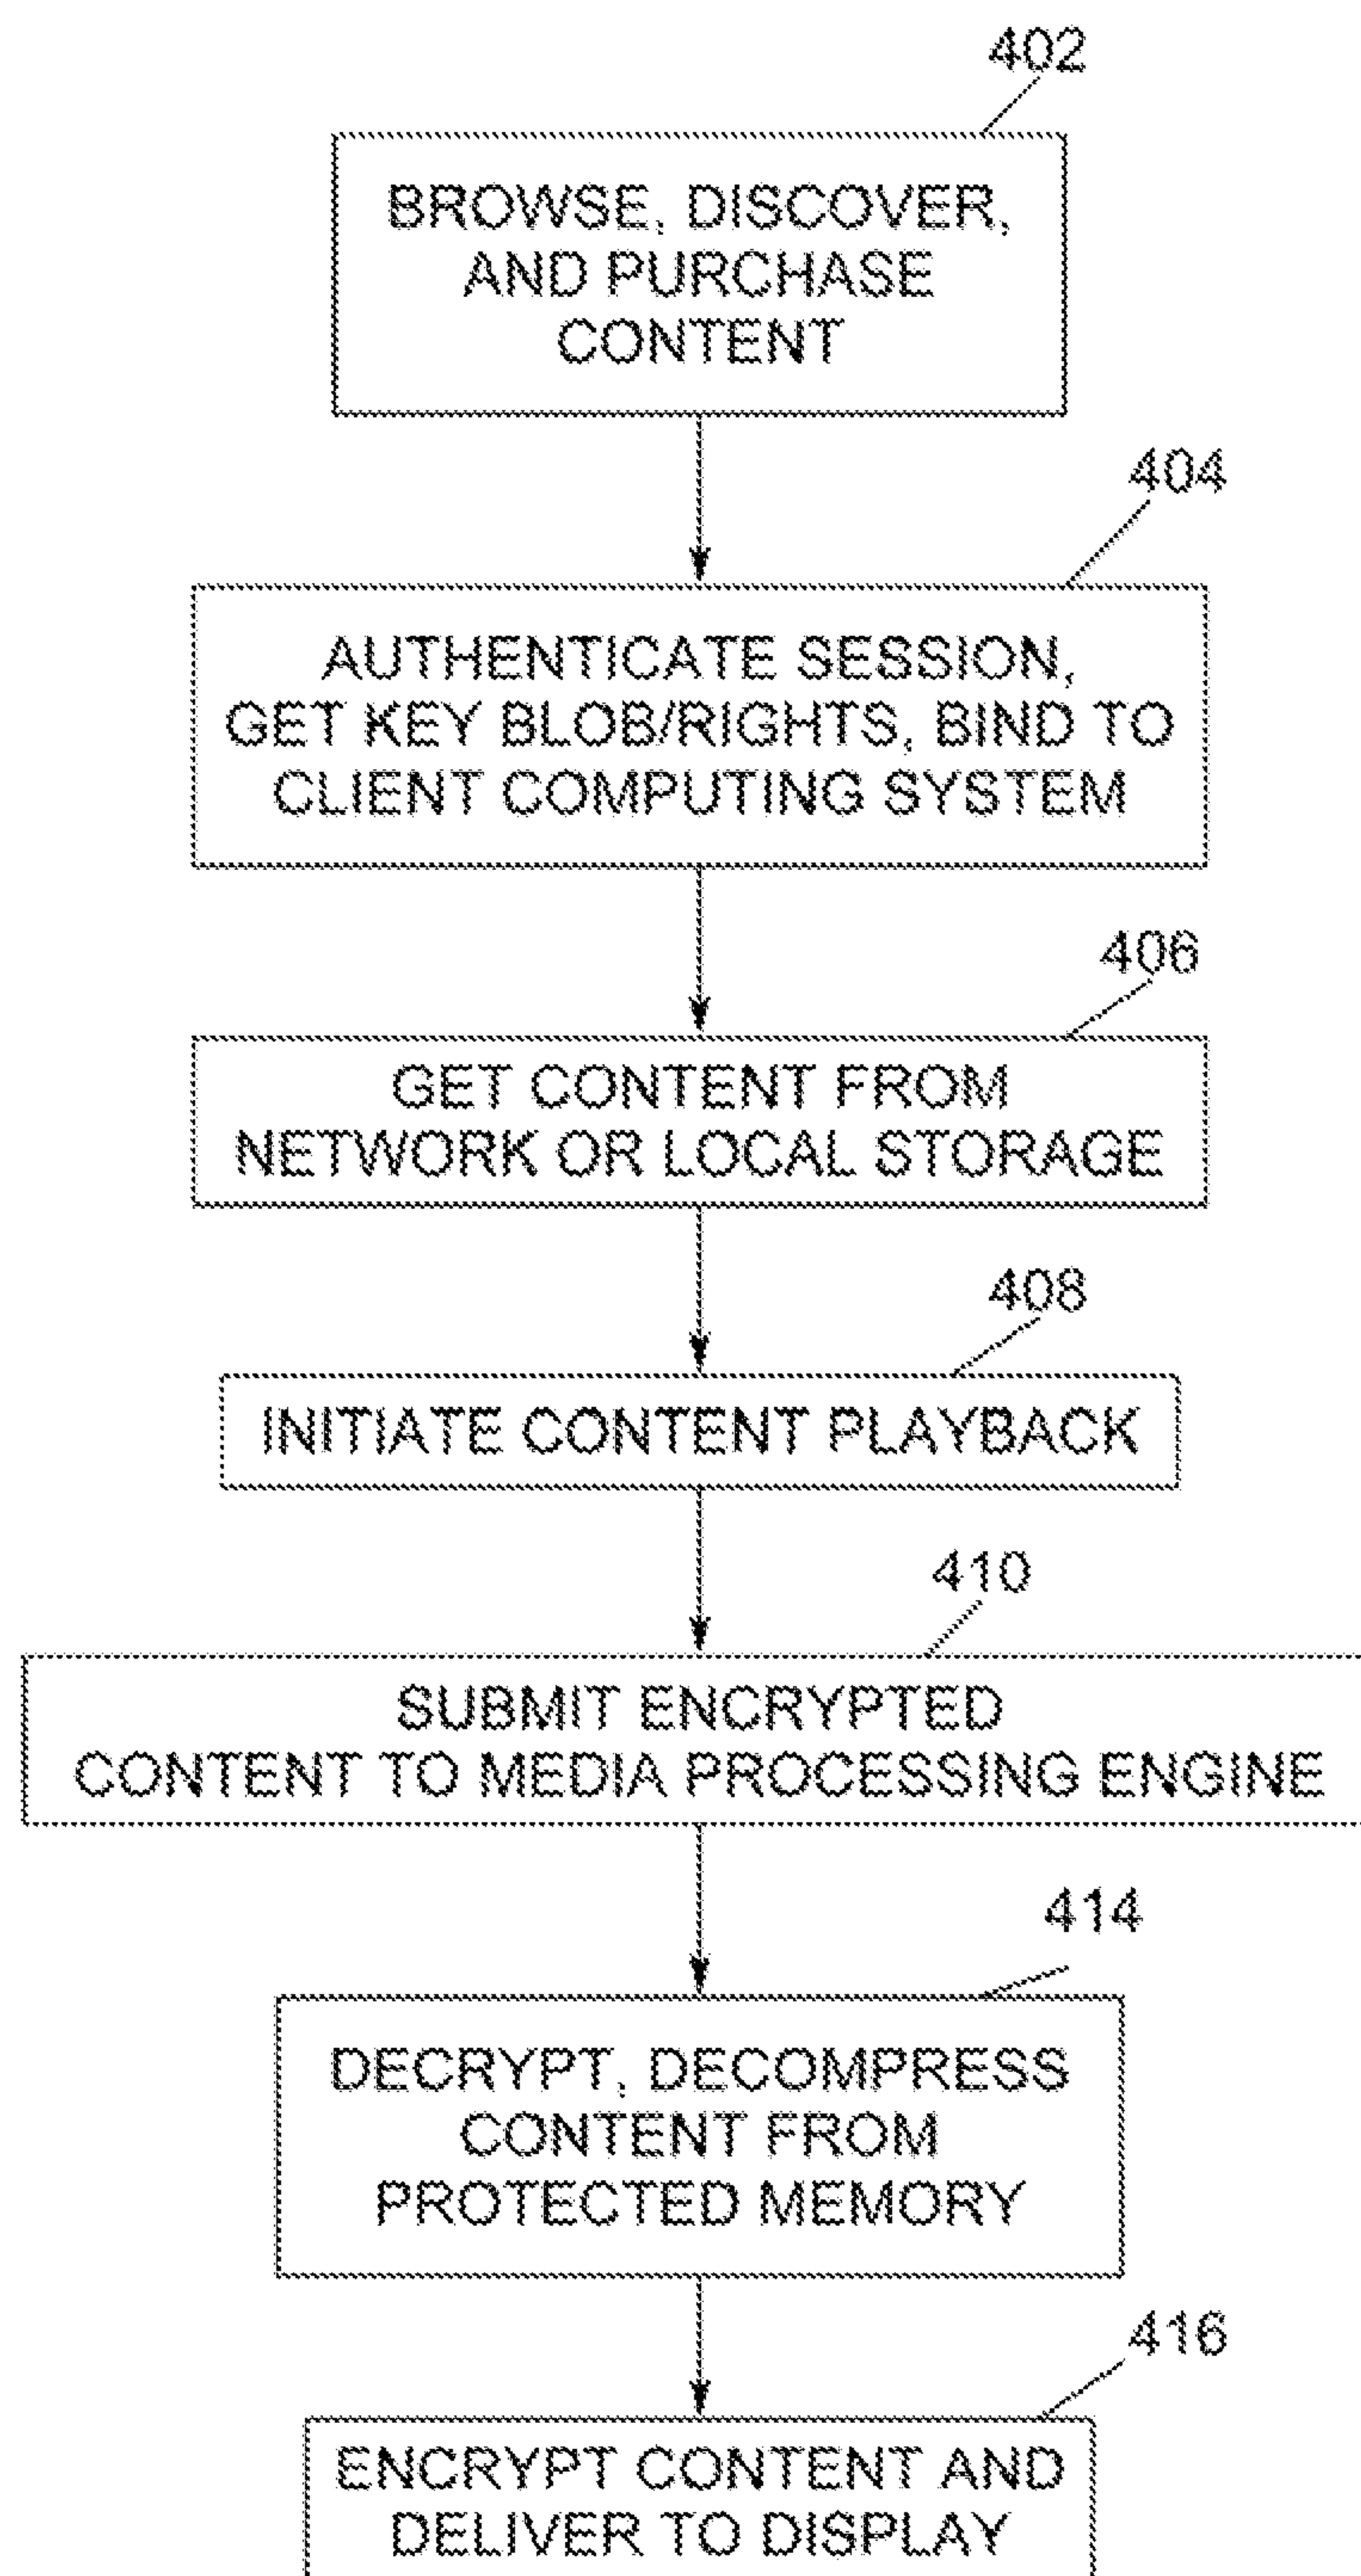 402
BROWSE, DISCOVER,
AND PURCHASE
CONTENT
404
AUTHENTICATE SESSION,
GET KEY BLOB/RIGHTS, BIND TO
CLIENT COMPUTING SYSTEM
406
GET CONTENT FROM
NETWORK OR LOCAL STORAGE
408
INITIATE CONTENT PLAYBACK
410
SUBMIT ENCRYPTED
CONTENT TO MEDIA PROCESSING ENGINE
414
DECRYPT, DECOMPRESS
CONTENT FROM
PROTECTED MEMORY
416
ENCRYPT CONTENT AND
DELIVER TO DISPLAY